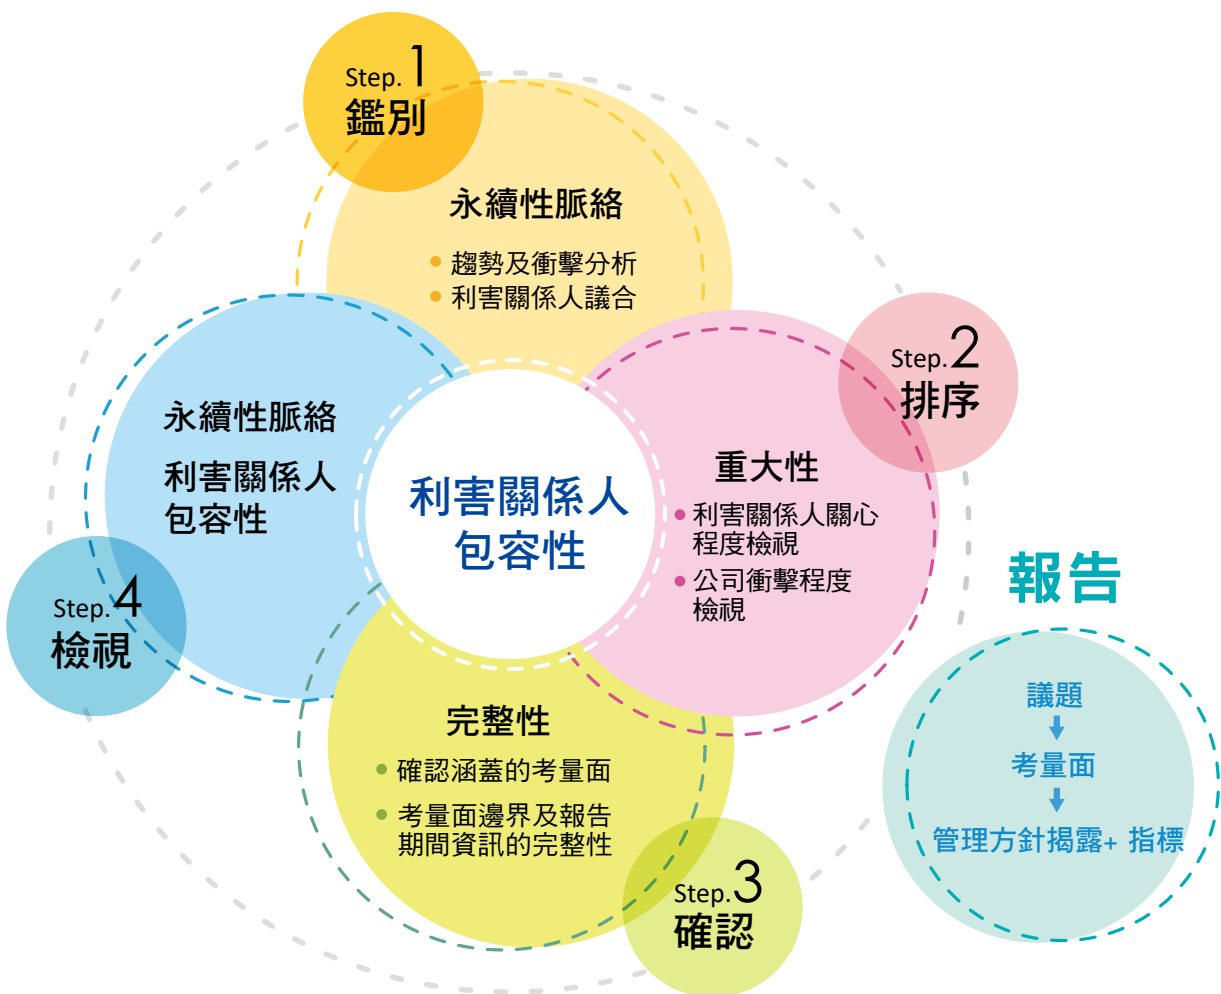 Step.1
鑑別
永續性脈絡
趨勢及衝擊分析
利害關係人議合
Step.2
排序
重大性
利害關係人關心
程度檢視
公司衝擊程度
檢視
利害關係人
包容性
永續性脈絡
利害關係人
包容性
Step.4
檢視
完整性
確認涵蓋的考量面
考量面邊界及報告
期間資訊的完整性
Step.3
確認
報告
議題
考量面
管理方針揭露+ 指標